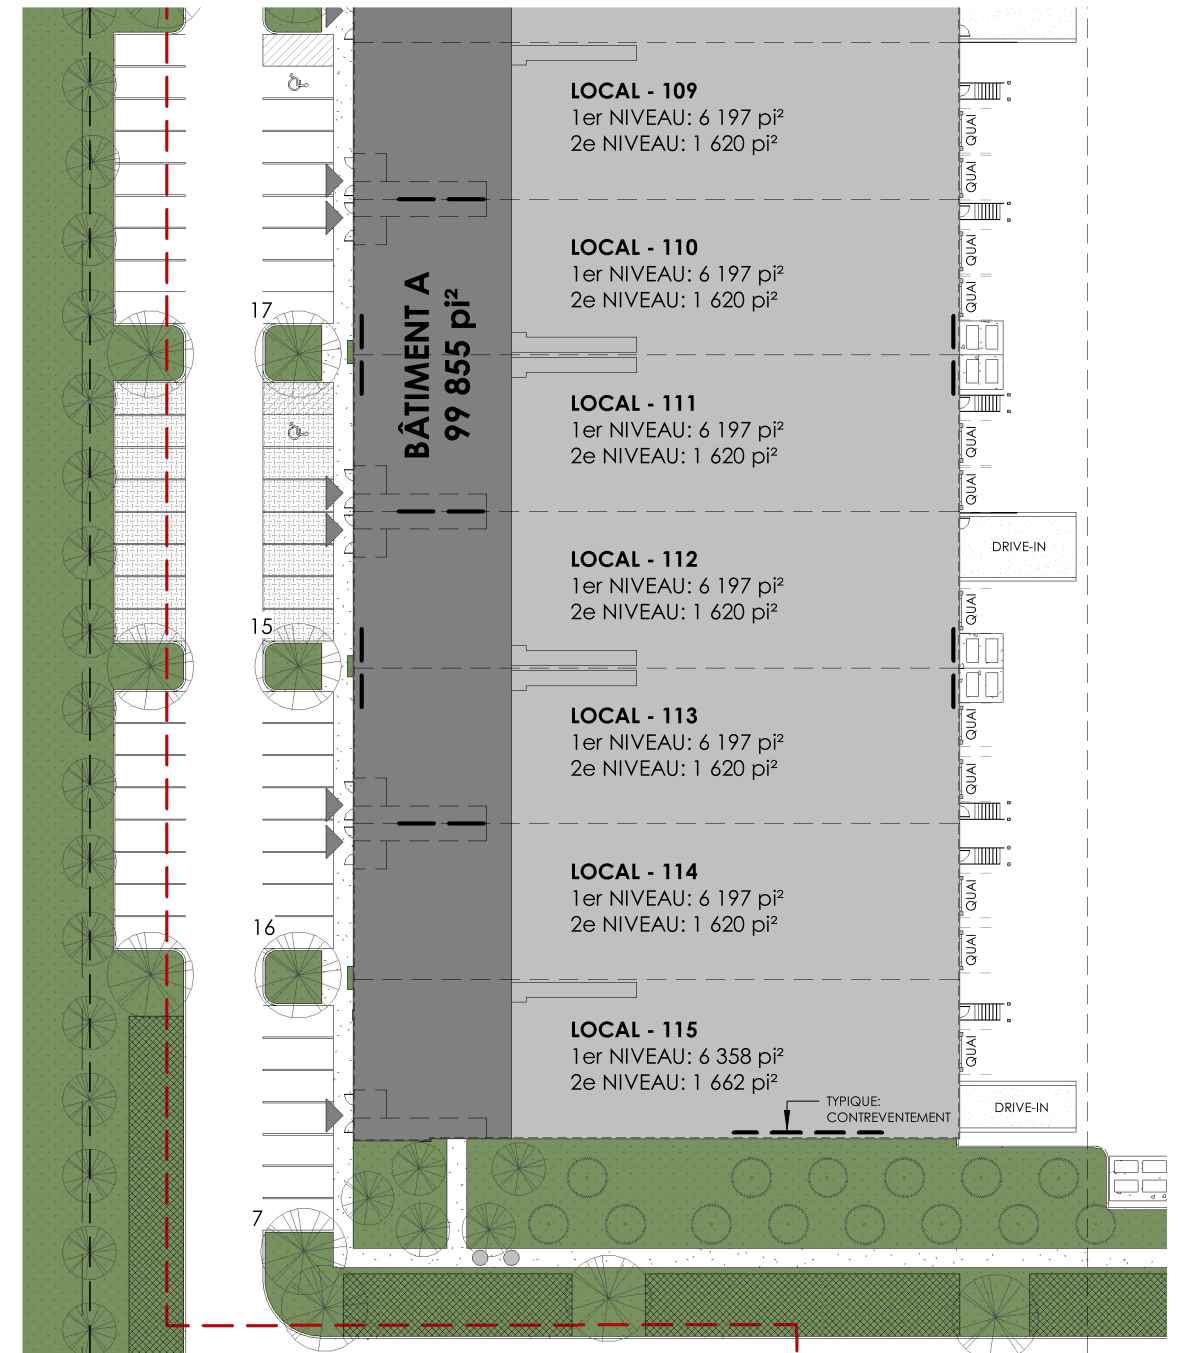 LOCAL - 109
1er NIVEAU: 6 197 pi²
2e NIVEAU: 1 620 pi²
QUAI
QUAI
LOCAL - 110
1er NIVEAU: 6 197 pi²
2e NIVEAU: 1 620 pi²
QUAI
QUAI
17
BÂTIMENT A
99 855 pi²
LOCAL - 111
1er NIVEAU: 6 197 pi²
2e NIVEAU: 1 620 pi²
QUAI
QUAI
DRIVE-IN
LOCAL - 112
1er NIVEAU: 6 197 pi²
2e NIVEAU: 1 620 pi²
QUAI
15
LOCAL - 113
1er NIVEAU: 6 197 pi²
2e NIVEAU: 1 620 pi²
QUAI
QUAI
LOCAL - 114
1er NIVEAU: 6 197 pi²
2e NIVEAU: 1 620 pi²
QUAI
QUAI
16
LOCAL - 115
1er NIVEAU: 6 358 pi²
2e NIVEAU: 1 662 pi²
QUAI
TYPIQUE:
CONTREVENTEMENT
DRIVE-IN
7